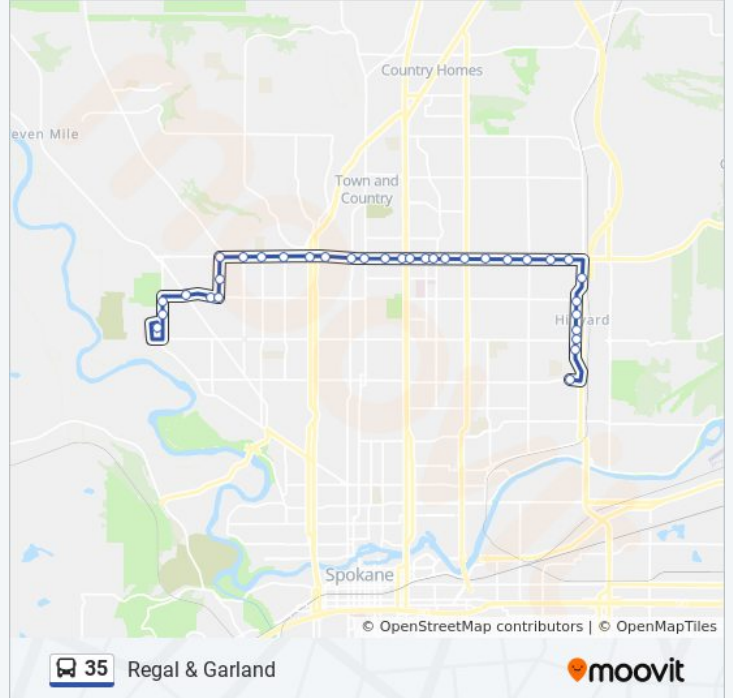 Country Homes
even Mile
Town and
Country
Hillyard
Spokane
© OpenStreetMap contributors | © OpenMapTiles
35 Regal & Garland
moovit